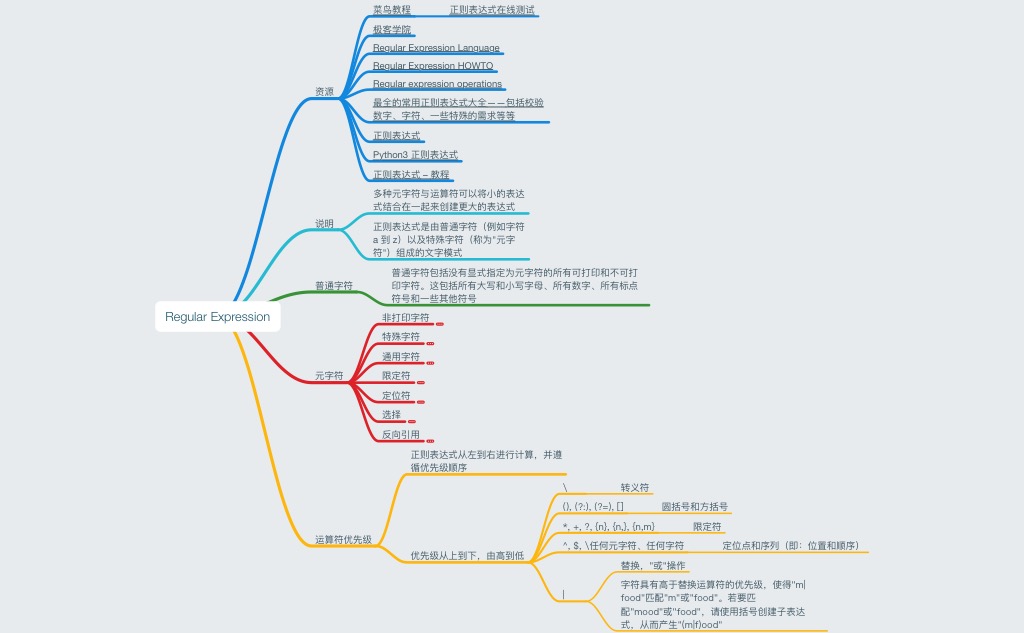 菜鸟教程
正则表达式在线测试
极客学院
Regular Expression Language
Regular Expression HOWTO
Regular expression operations
资源
最全的常用正则表达式大全——包括校验
数字、字符、一些特殊的需求等等
正则表达式
Python3 正则表达式
正则表达式 – 教程
多种元字符与运算符可以将小的表达
式结合在一起来创建更大的表达式
说明
正则表达式是由普通字符（例如字符
a 到 z）以及特殊字符（称为"元字
符"）组成的文字模式
普通字符
普通字符包括没有显式指定为元字符的所有可打印和不可打
印字符。这包括所有大写和小写字母、所有数字、所有标点
符号和一些其他符号
Regular Expression
非打印字符
特殊字符
通用字符
元字符
限定符
定位符
选择
反向引用
正则表达式从左到右进行计算，并遵
循优先级顺序
运算符优先级
优先级从上到下，由高到低
\
转义符
(), (?:), (?=), []
圆括号和方括号
*, +, ?, {n}, {n,}, {n,m}
限定符
^, $, \任何元字符、任何字符
定位点和序列（即：位置和顺序）
|
替换，"或"操作
字符具有高于替换运算符的优先级，使得"m|
food"匹配"m"或"food"。若要匹
配"mood"或"food"，请使用括号创建子表达
式，从而产生"(m|f)ood"